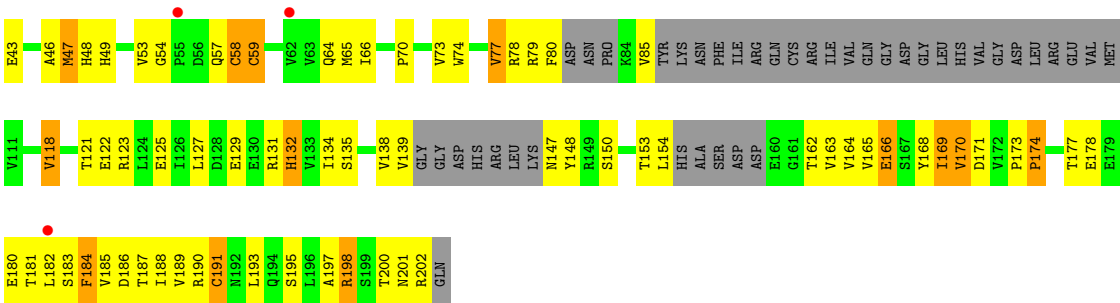 E43 A46 M47 H48 H49 V53 G54 P55 D56 Q57 C58 C59 V62 V63 Q64 M65 I66 P70 V73 W74 V77 R78 R79 F80 ASP ASN PRO K84 V85 TYR LYS ASN PHE ILE ARG GLN CYS ARG ILE VAL GLN GLY ASP GLY LEU HIS VAL GLY ASP LEU ARG GLU VAL MET
V111 V118 T121 E122 R123 L124 E125 I126 L127 D128 E129 E130 R131 H132 V133 I134 S135 V138 V139 GLY GLY ASP HIS ARG LEU LYS N147 Y148 R149 S150 T153 L154 HIS ALA SER ASP ASP E160 G161 T162 V163 V164 V165 E166 S167 Y168 I169 V170 D171 V172 P173 P174 T177 E178 E179
E180 T181 L182 S183 F184 V185 D186 T187 I188 V189 R190 C191 N192 L193 Q194 S195 L196 A197 R198 S199 T200 N201 R202 GLN